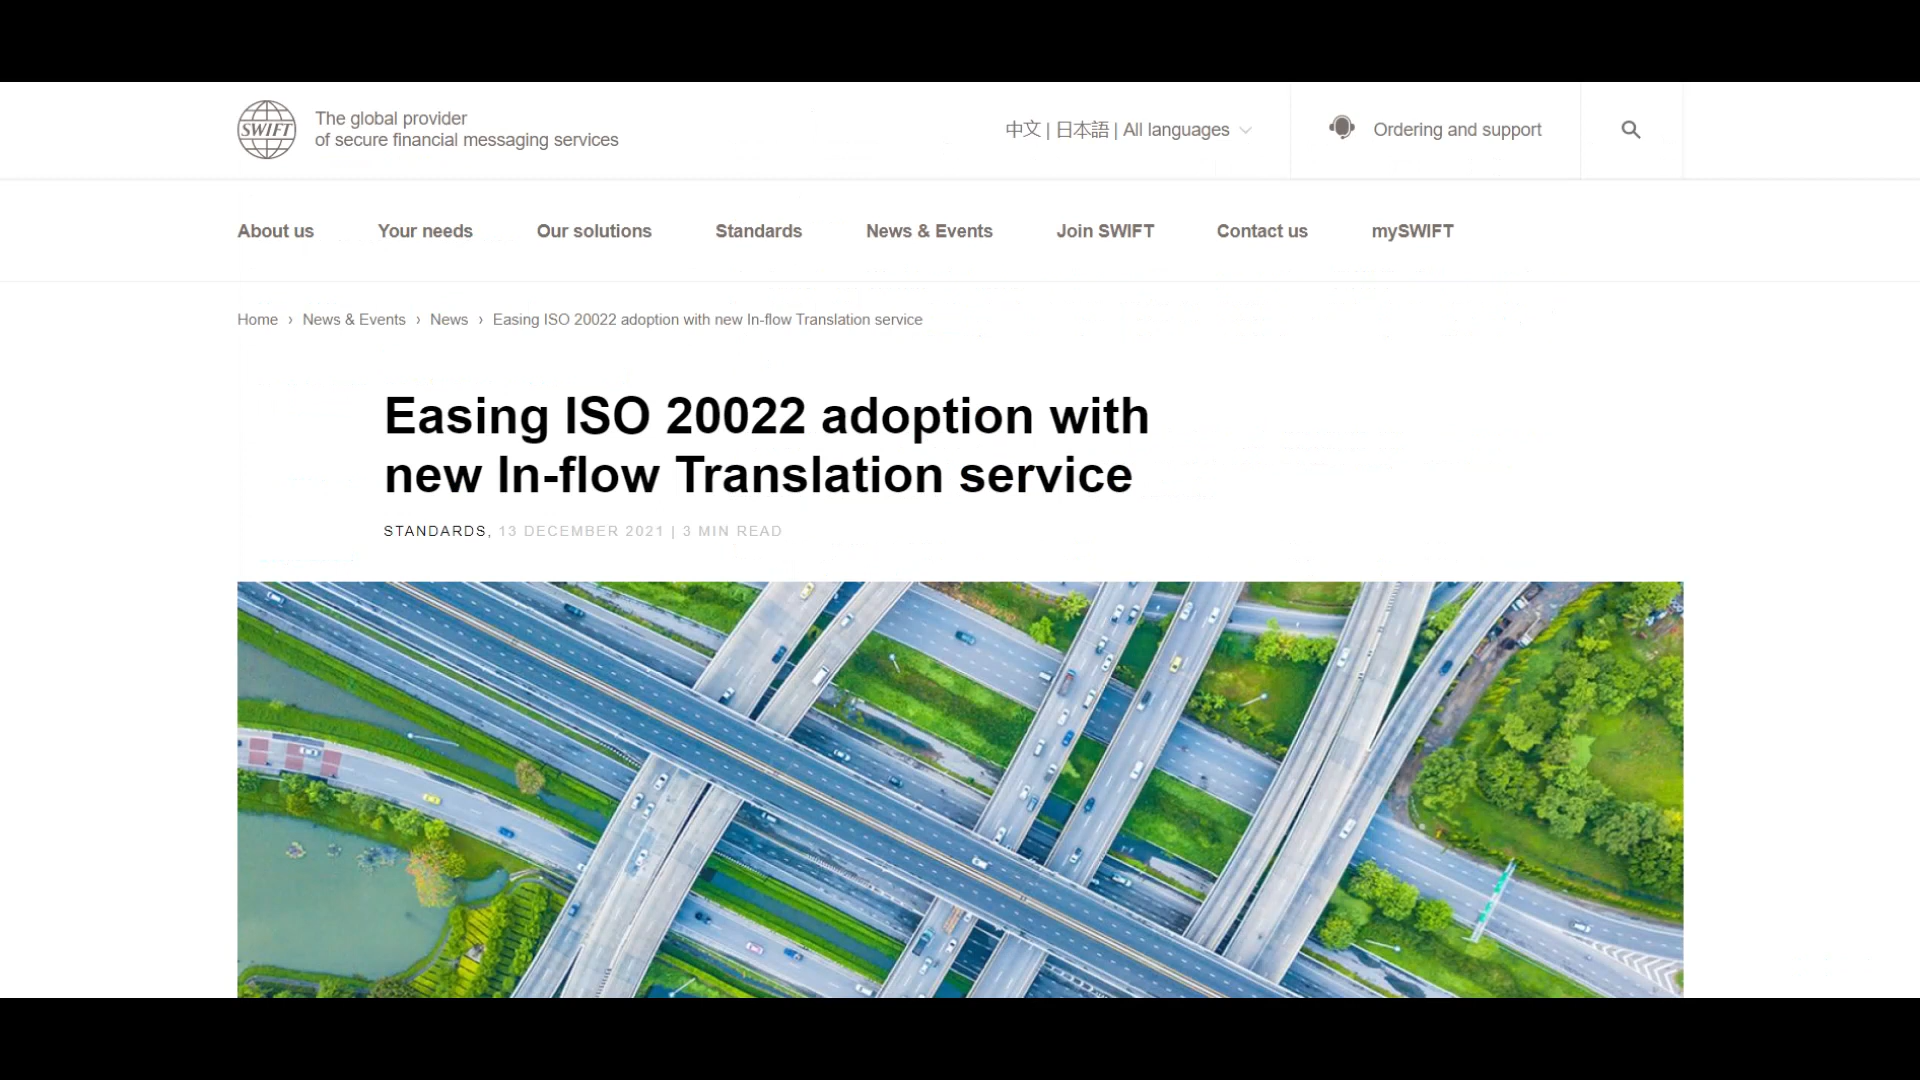 SWIFT
The global provider
of secure financial messaging services
中文 | 日本語 | All languages
Ordering and support
About us
Your needs
Our solutions
Standards
News & Events
Join SWIFT
Contact us
mySWIFT
Home › News & Events › News › Easing ISO 20022 adoption with new In-flow Translation service
Easing ISO 20022 adoption with
new In-flow Translation service
STANDARDS, 13 DECEMBER 2021 | 3 MIN READ